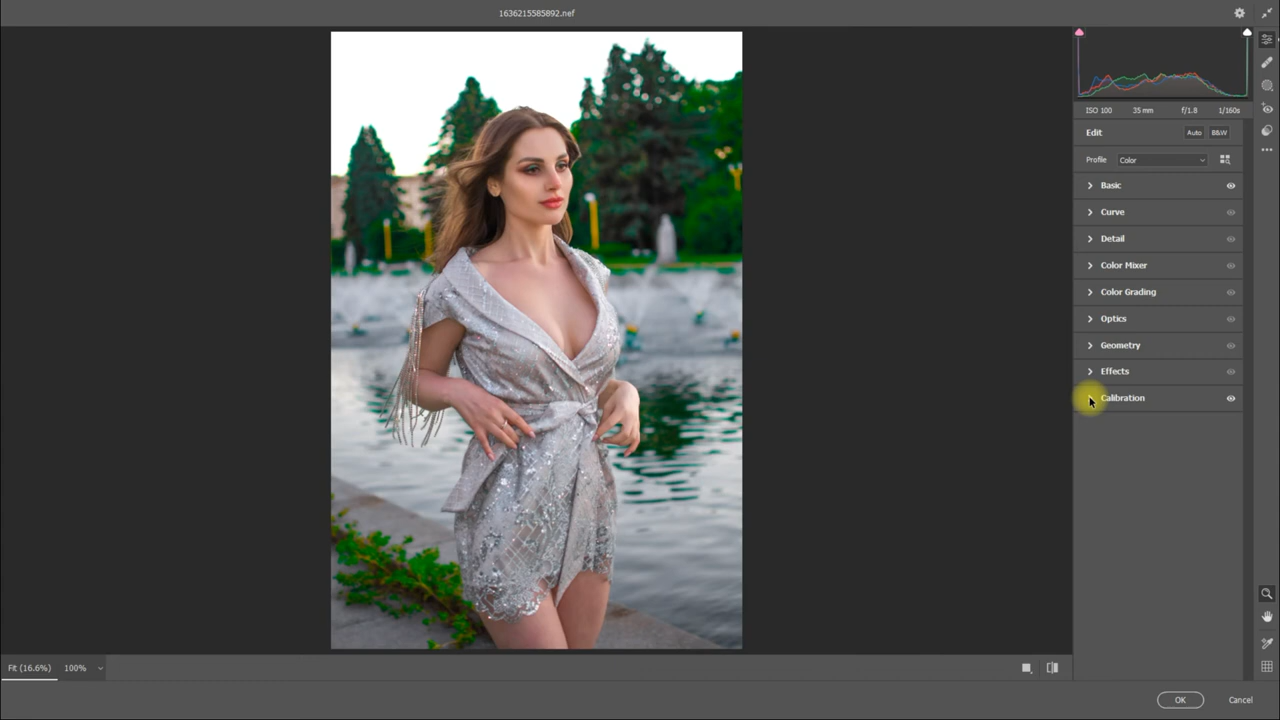 1636215585892.nef
ISO 100 35 mm f/1.8 1/160s
Edit Auto B&W
Profile Color
Basic
Curve
Detail
Color Mixer
Color Grading
Optics
Geometry
Effects
Calibration
Fit (16.6%) 100%
OK Cancel